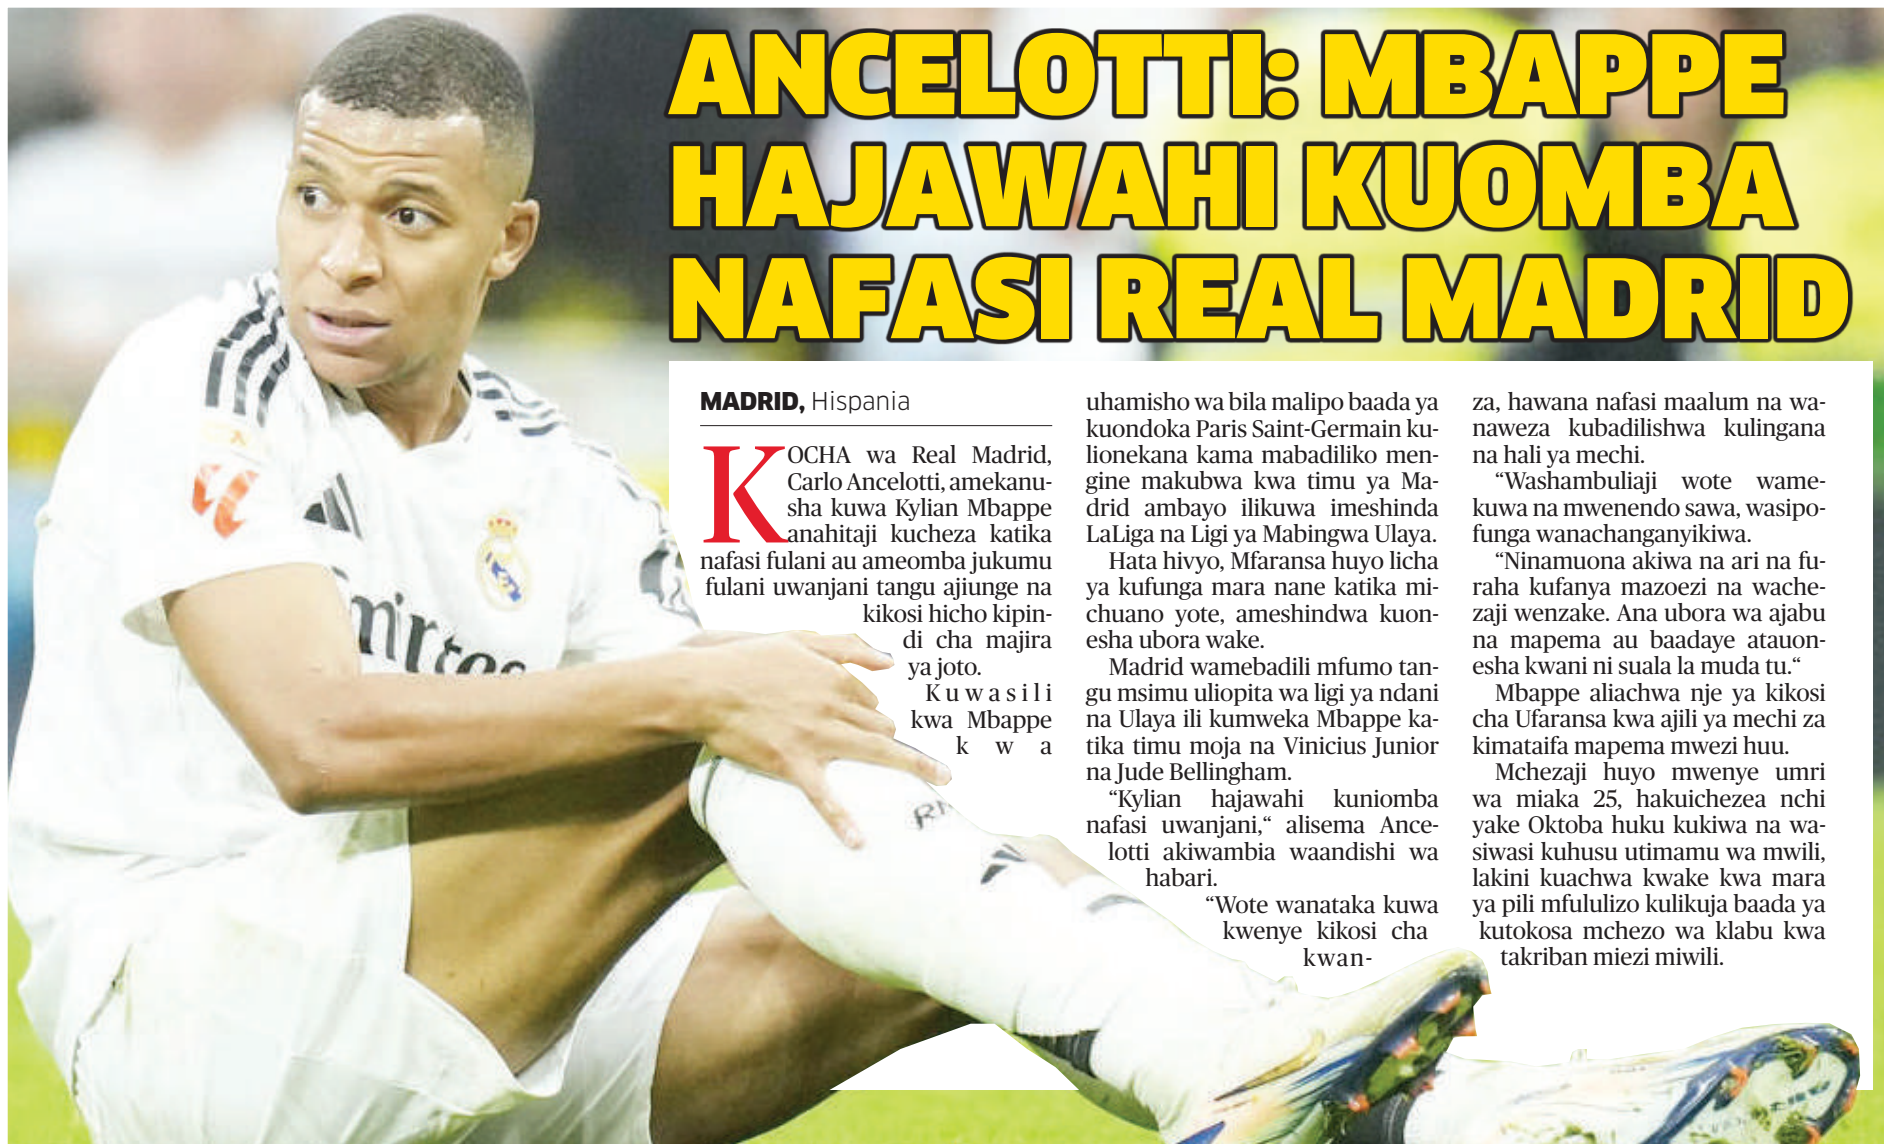 ANCELOTTI: MBAPPE
HAJAWAHI KUOMBA
NAFASI REAL MADRID
MADRID, Hispania
KOCHA wa Real Madrid,
Carlo Ancelotti, amekanu-
sha kuwa Kylian Mbappe
anahitaji kucheza katika
nafasi fulani au ameomba jukumu
fulani uwanjani tangu ajiunge na
kikosi hicho kipin-
di cha majira
ya joto.
Kuwasili
kwa Mbappe
kwa
uhamisho wa bila malipo baada ya
kuondoka Paris Saint-Germain ku-
lionekana kama mabadiliko men-
gine makubwa kwa timu ya Ma-
drid ambayo ilikuwa imeshinda
LaLiga na Ligi ya Mabingwa Ulaya.
Hata hivyo, Mfaransa huyo licha
ya kufunga mara nane katika mi-
chuano yote, ameshindwa kuon-
esha ubora wake.
Madrid wamebadili mfumo tan-
gu msimu uliopita wa ligi ya ndani
na Ulaya ili kumweka Mbappe ka-
tika timu moja na Vinicius Junior
na Jude Bellingham.
“Kylian hajawahi kuniomba
nafasi uwanjani,“ alisema Ance-
lotti akiwambia waandishi wa
habari.
“Wote wanataka kuwa
kwenye kikosi cha
kwan-
za, hawana nafasi maalum na wa-
naweza kubadilishwa kulingana
na hali ya mechi.
“Washambuliaji wote wame-
kuwa na mwenendo sawa, wasipo-
funga wanachanganyikiwa.
“Ninamuona akiwa na ari na fu-
raha kufanya mazoezi na wache-
zaji wenzake. Ana ubora wa ajabu
na mapema au baadaye atauon-
esha kwani ni suala la muda tu.“
Mbappe aliachwa nje ya kikosi
cha Ufaransa kwa ajili ya mechi za
kimataifa mapema mwezi huu.
Mchezaji huyo mwenye umri
wa miaka 25, hakuichezea nchi
yake Oktoba huku kukiwa na wa-
siwasi kuhusu utimamu wa mwili,
lakini kuachwa kwake kwa mara
ya pili mfululizo kulikuja baada ya
kutokosa mchezo wa klabu kwa
takriban miezi miwili.